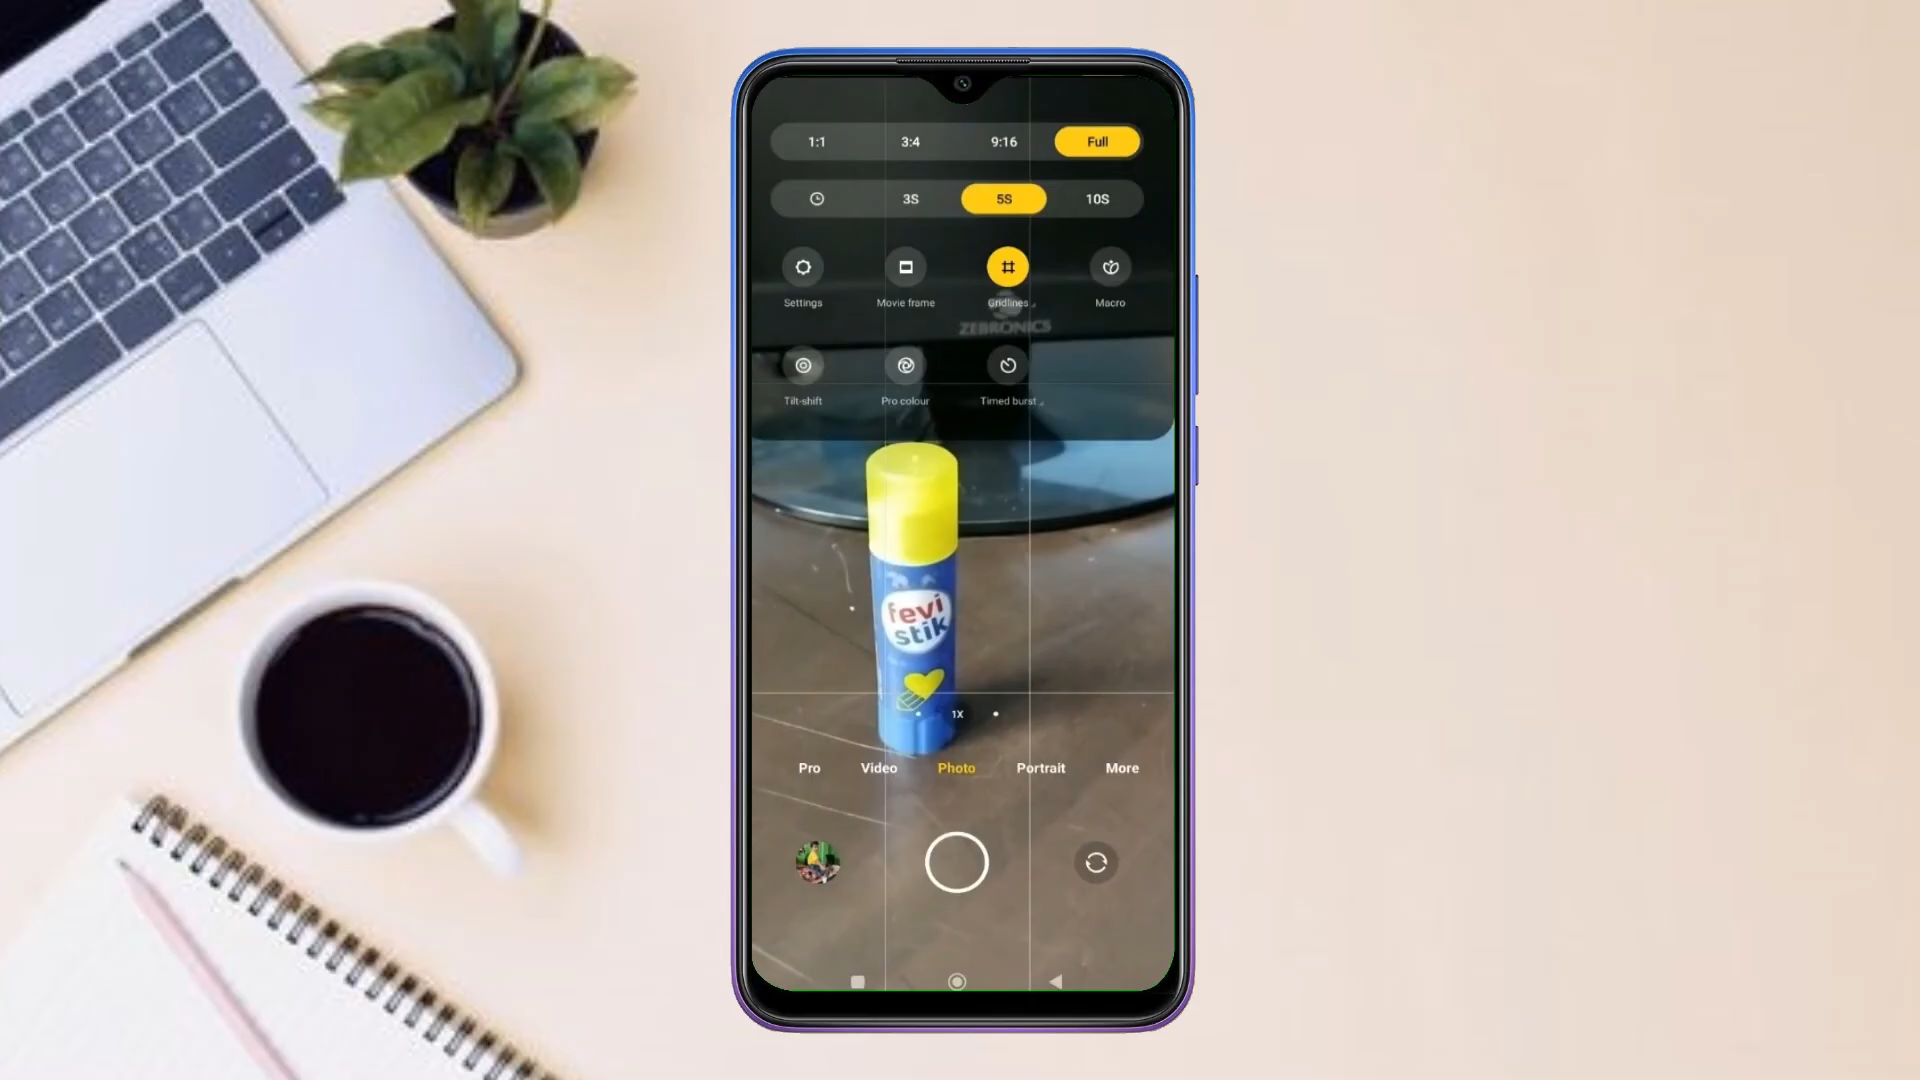 1:1 3:4 9:16 Full
3S 5S 10S
Settings Movie frame Gridlines Macro
ZEBRONICS
Tilt-shift Pro colour Timed burst
fevi
stik
1X
Pro Video Photo Portrait More